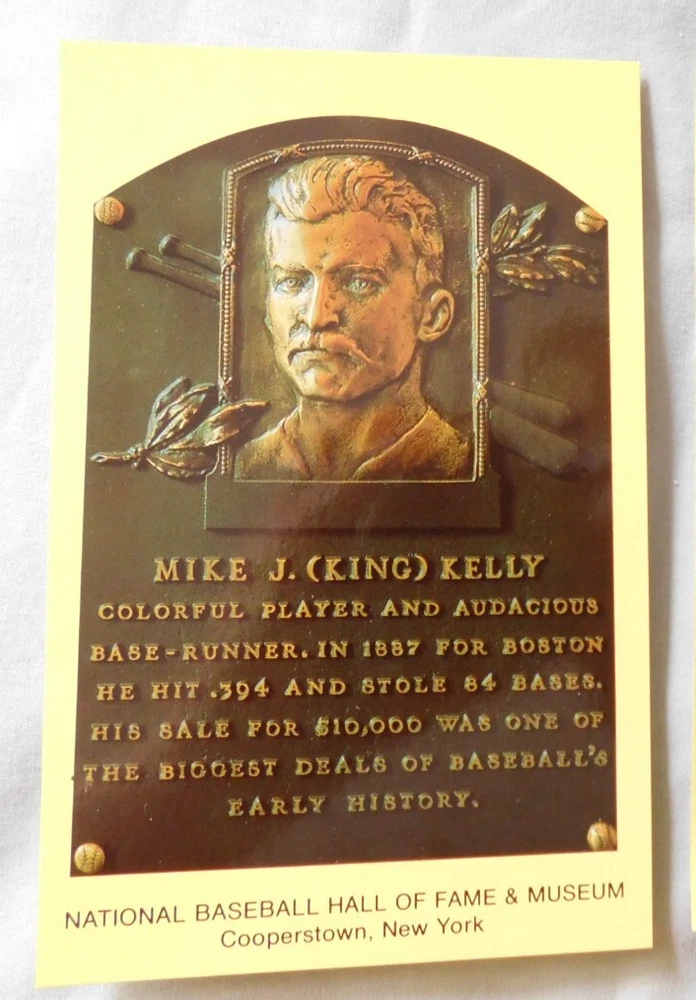 MIKE J. (KING) KELLY
COLORFUL PLAYER AND AUDACIOUS
BASE-RUNNER. IN 1887 FOR BOSTON
HE HIT .394 AND STOLE 84 BASES.
HIS SALE FOR $10,000 WAS ONE OF
THE BIGGEST DEALS OF BASEBALL'S
EARLY HISTORY.
NATIONAL BASEBALL HALL OF FAME & MUSEUM
Cooperstown, New York